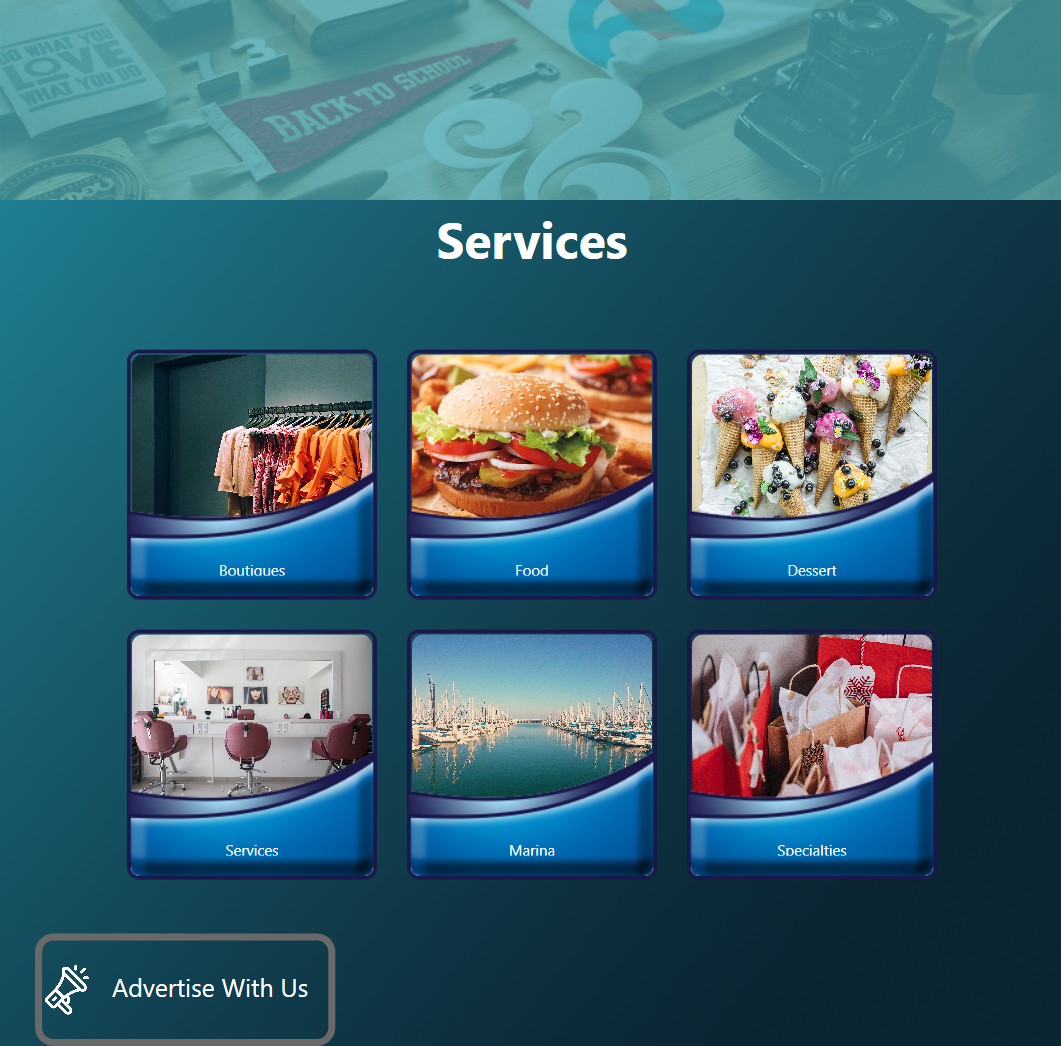 DO WHAT YOU
LOVE
WHAT YOU DO
73
BACK TO SCHOOL
&
Services
Boutiques
Food
Dessert
Services
Marina
Specialties
Advertise With Us